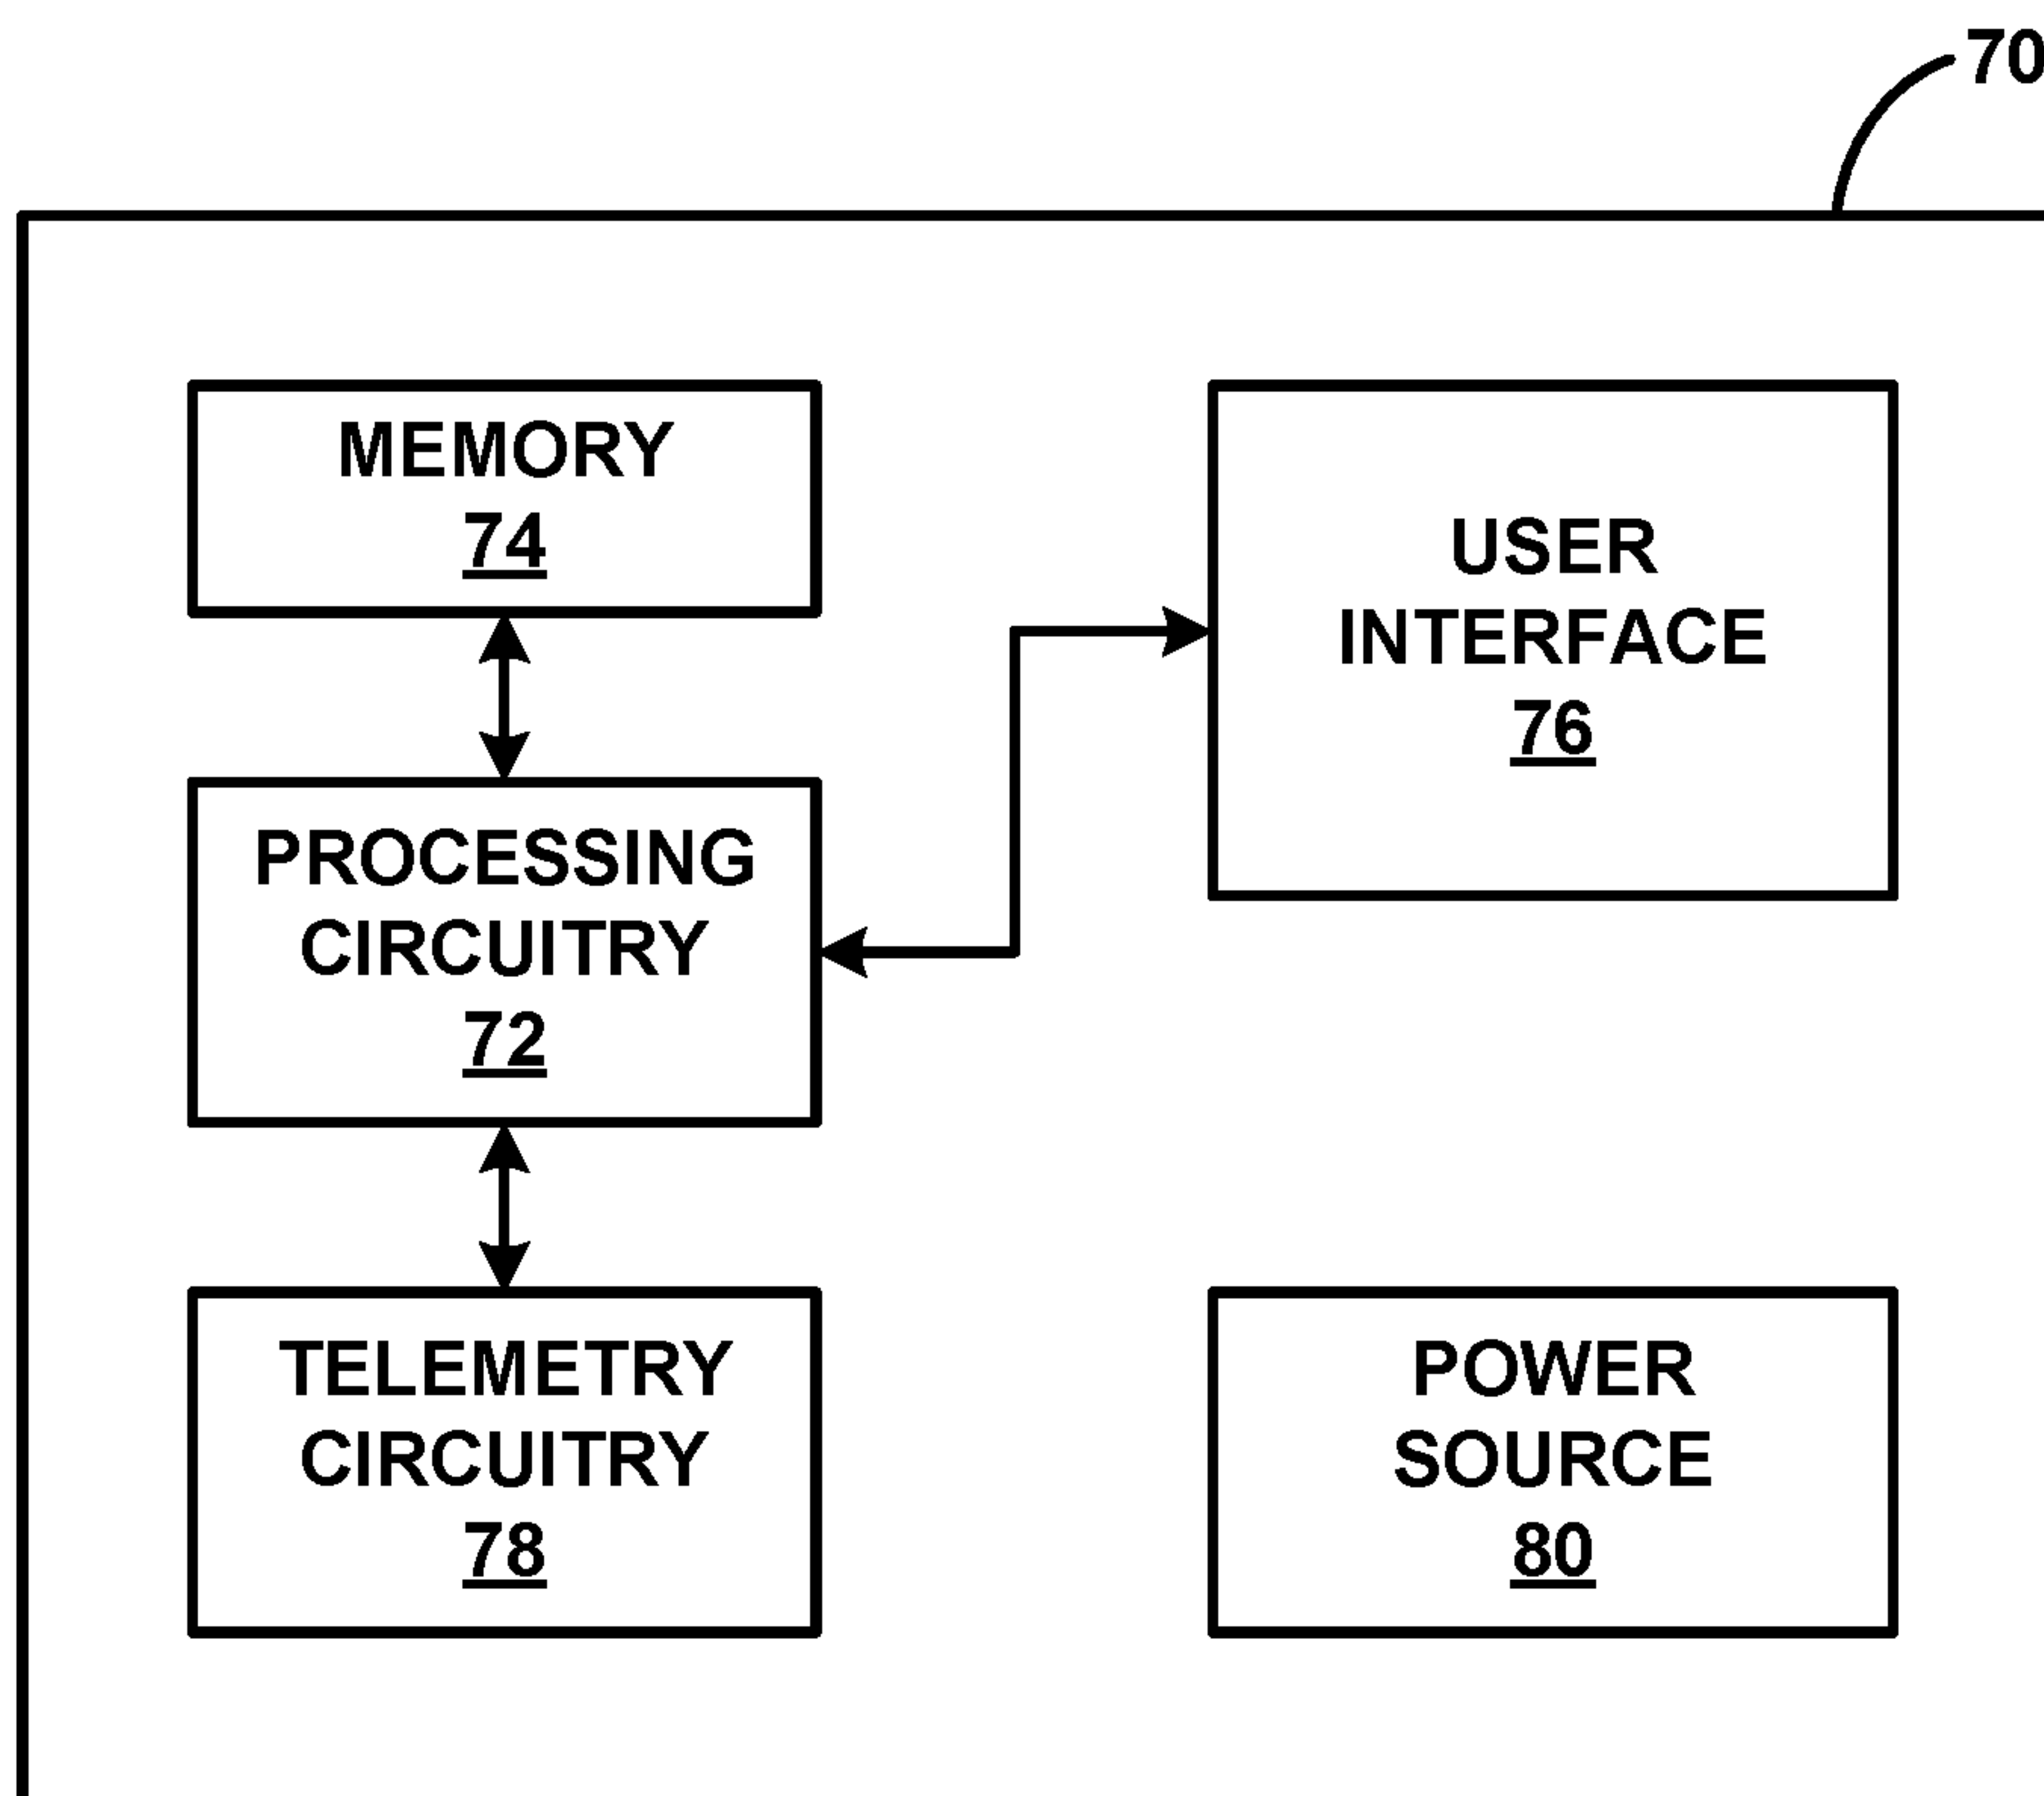 70
MEMORY
74
USER
INTERFACE
76
PROCESSING
CIRCUITRY
72
TELEMETRY
CIRCUITRY
78
POWER
SOURCE
80